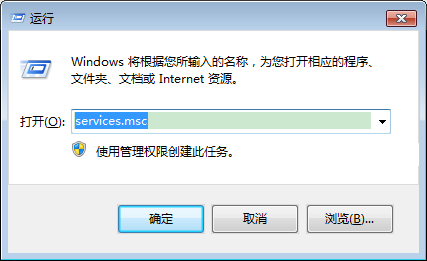 运行
Windows 将根据您所输入的名称，为您打开相应的程序、
文件夹、文档或 Internet 资源。
打开(O): services.msc
使用管理权限创建此任务。
确定 取消 浏览(B)...